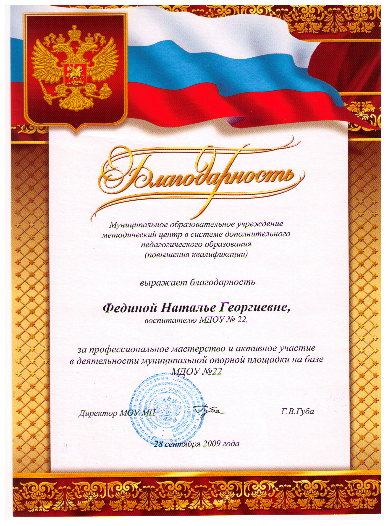 Благодарность
Муниципальное образовательное учреждение
методический центр в системе дополнительного
педагогического образования
(повышения квалификации)
выражает благодарность
Фединой Наталье Георгиевне,
воспитателю МДОУ № 22.
за профессиональное мастерство и активное участие
в деятельности муниципальной опорной площадки на базе
МДОУ №22
Директор МОУ МЦ Г.В.Губа
28 сентября 2009 года